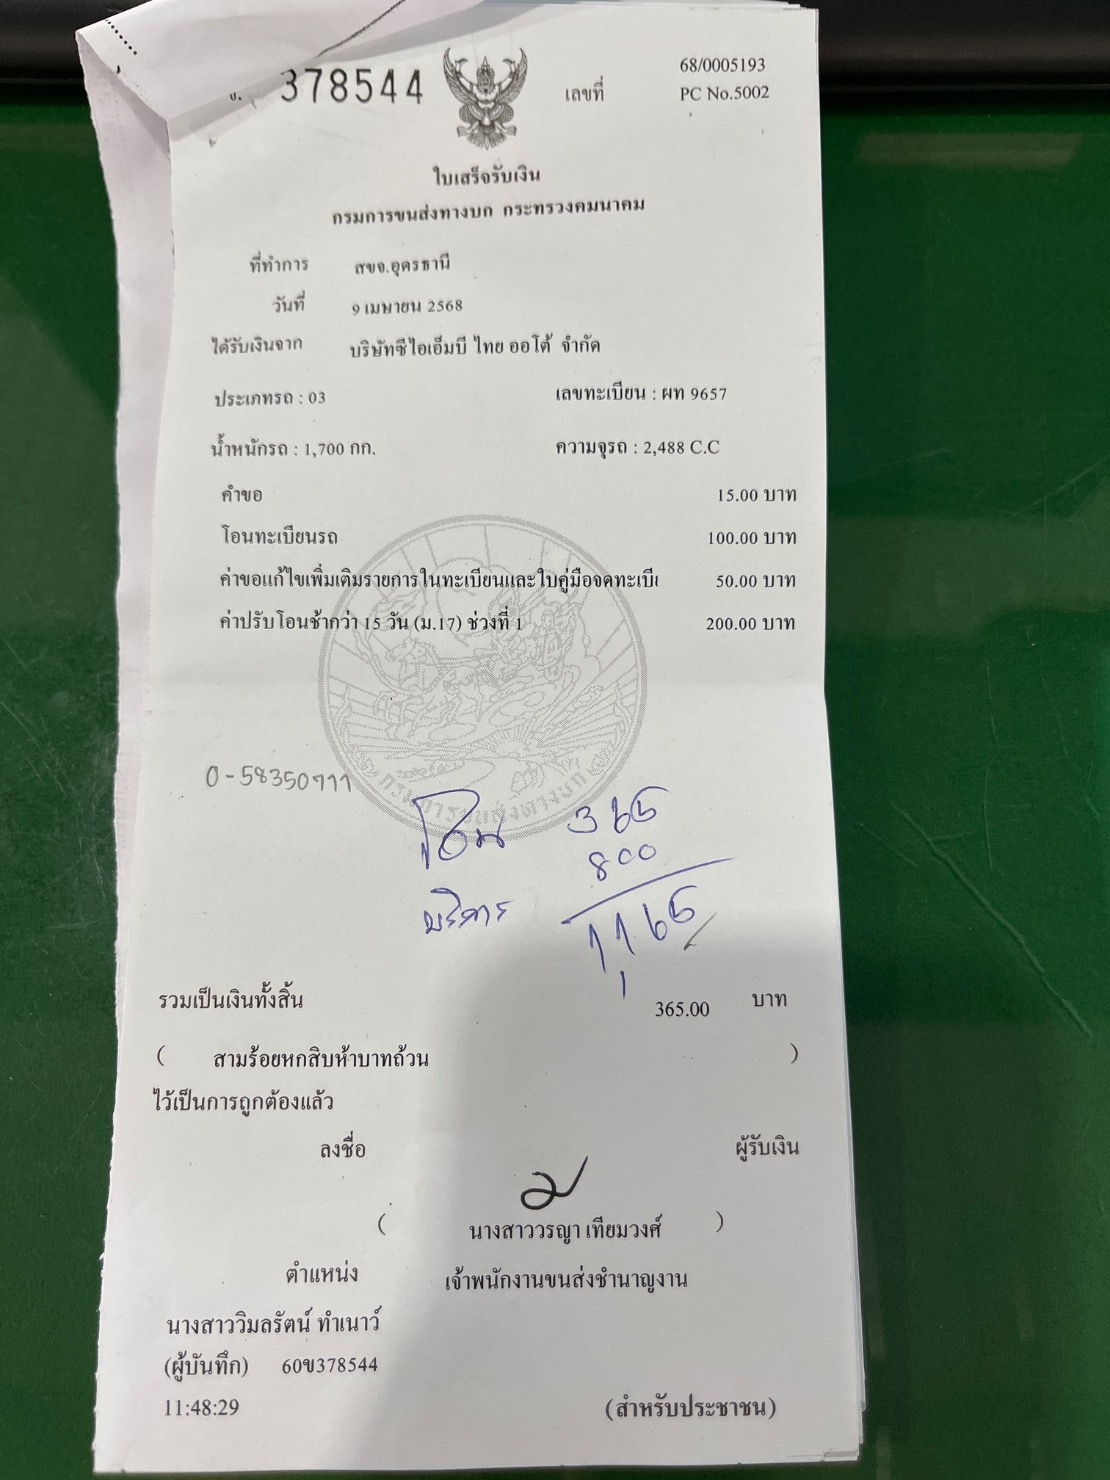 ข. 378544 เลขที่ 68/0005193
PC No.5002
ใบเสร็จรับเงิน
กรมการขนส่งทางบก กระทรวงคมนาคม
ที่ทำการ สขจ.อุดรธานี
วันที่ 9 เมษายน 2568
ได้รับเงินจาก บริษัทซีไอเอ็มบี ไทย ออโต้ จำกัด
ประเภทรถ : 03 เลขทะเบียน : ผท 9657
น้ำหนักรถ : 1,700 กก. ความจุรถ : 2,488 C.C
คำขอ 15.00 บาท
โอนทะเบียนรถ 100.00 บาท
ค่าขอแก้ไขเพิ่มเติมรายการในทะเบียนและใบคู่มือจดทะเบี 50.00 บาท
ค่าปรับโอนช้ากว่า 15 วัน (ม.17) ช่วงที่ 1 200.00 บาท
กรมการขนส่งทางบก
0-58350777
โอน 365
บริการ 800
1,165
รวมเป็นเงินทั้งสิ้น 365.00 บาท
( สามร้อยหกสิบห้าบาทถ้วน )
ไว้เป็นการถูกต้องแล้ว
ลงชื่อ ผู้รับเงิน
( นางสาววรญา เทียมวงศ์ )
ตำแหน่ง เจ้าพนักงานขนส่งชำนาญงาน
นางสาววิมลรัตน์ ทำเนาว์
(ผู้บันทึก) 60ข378544
11:48:29 (สำหรับประชาชน)